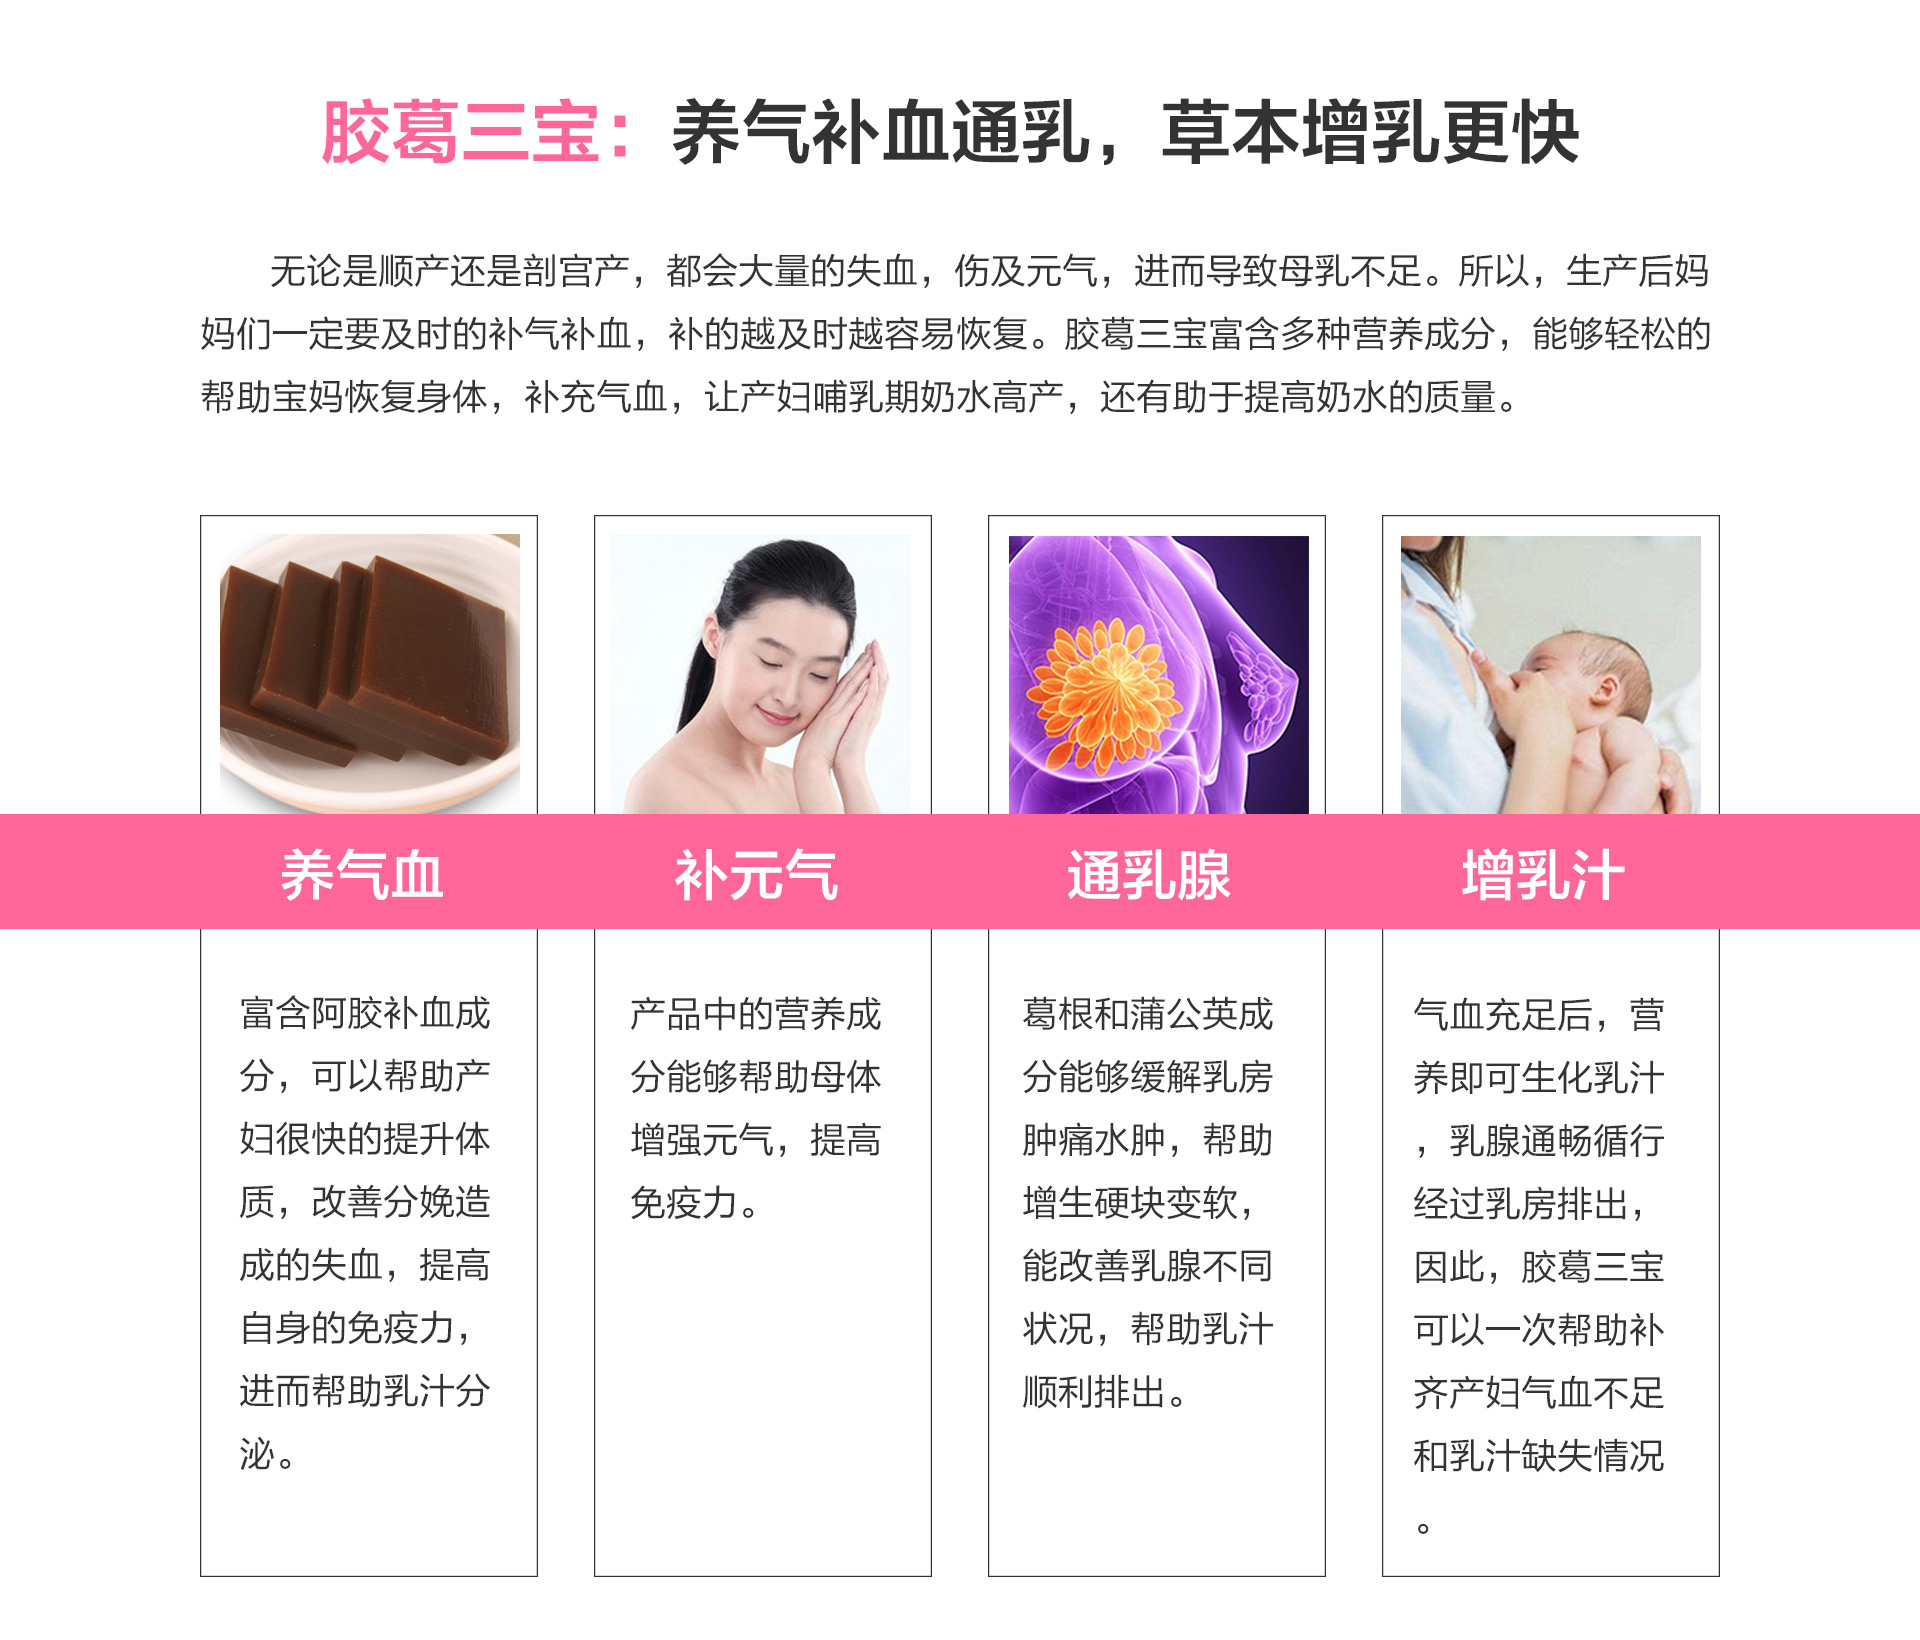 胶葛三宝：养气补血通乳，草本增乳更快
无论是顺产还是剖宫产，都会大量的失血，伤及元气，进而导致母乳不足。所以，生产后妈
妈们一定要及时的补气补血，补的越及时越容易恢复。胶葛三宝富含多种营养成分，能够轻松的
帮助宝妈恢复身体，补充气血，让产妇哺乳期奶水高产，还有助于提高奶水的质量。
养气血
富含阿胶补血成
分，可以帮助产
妇很快的提升体
质，改善分娩造
成的失血，提高
自身的免疫力，
进而帮助乳汁分
泌。
补元气
产品中的营养成
分能够帮助母体
增强元气，提高
免疫力。
通乳腺
葛根和蒲公英成
分能够缓解乳房
肿痛水肿，帮助
增生硬块变软，
能改善乳腺不同
状况，帮助乳汁
顺利排出。
增乳汁
气血充足后，营
养即可生化乳汁
，乳腺通畅循行
经过乳房排出，
因此，胶葛三宝
可以一次帮助补
齐产妇气血不足
和乳汁缺失情况
。